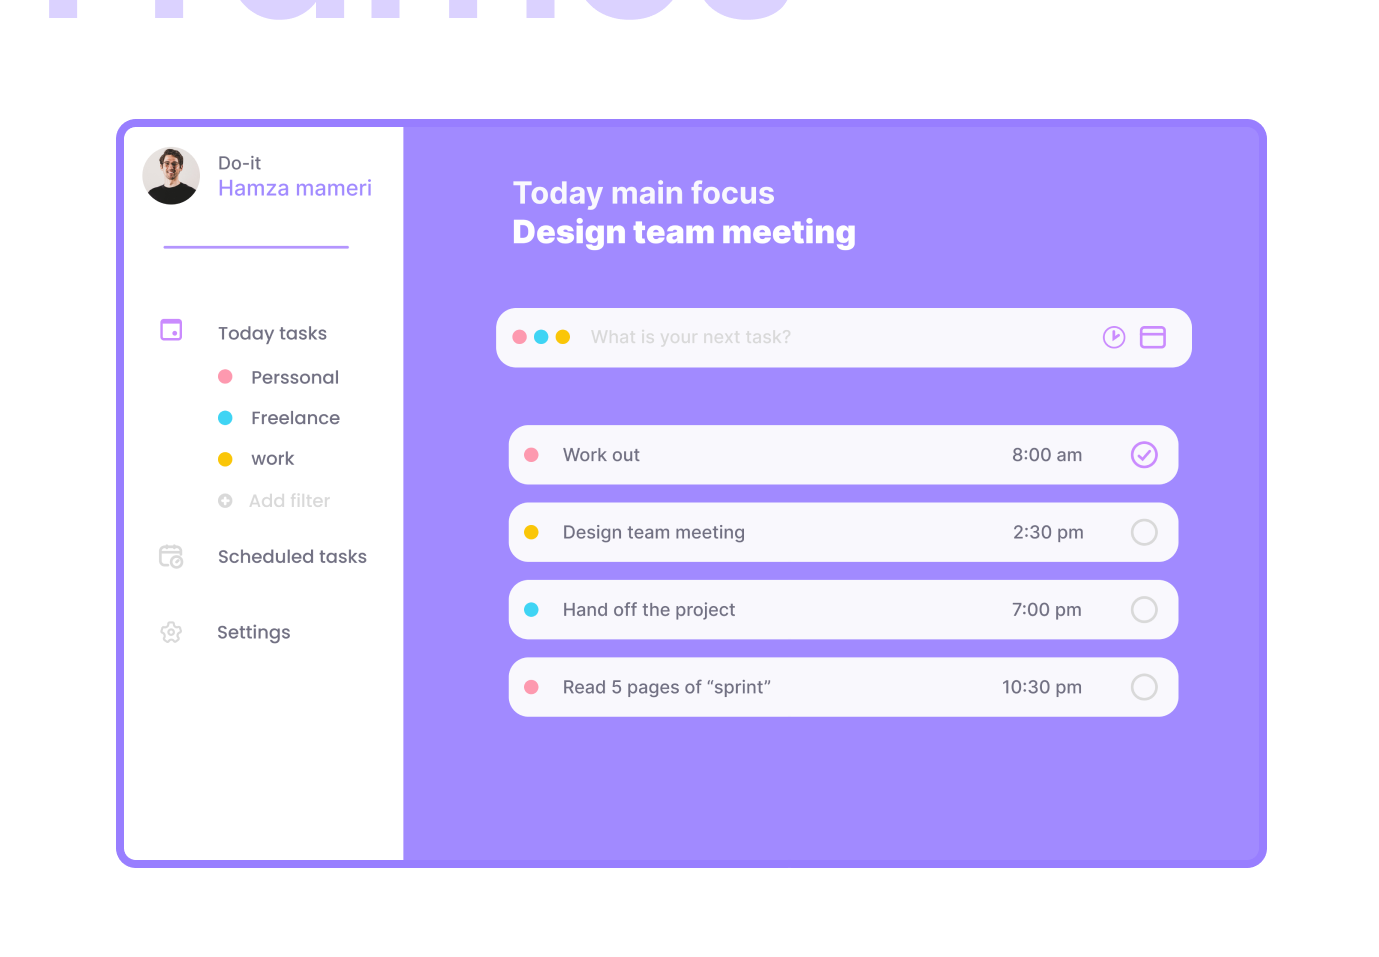 Do-it
Hamza mameri
Today tasks
Perssonal
Freelance
work
Add filter
Scheduled tasks
Settings
Today main focus
Design team meeting
What is your next task?
Work out 8:00 am
Design team meeting 2:30 pm
Hand off the project 7:00 pm
Read 5 pages of “sprint” 10:30 pm